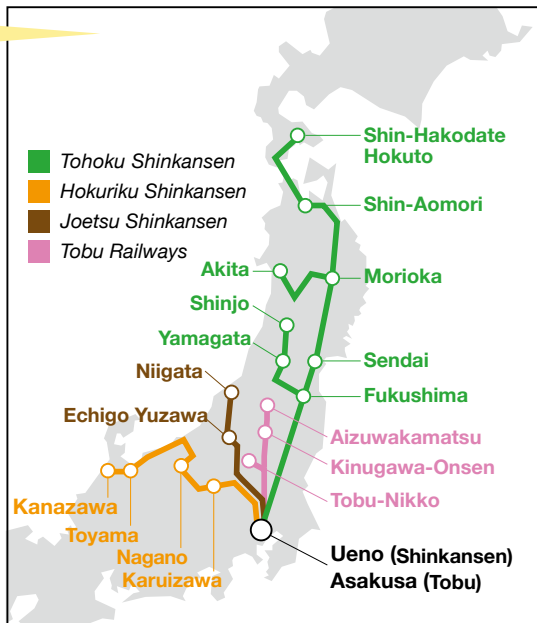 Shin-Hakodate
Hokuto
Tohoku Shinkansen
Hokuriku Shinkansen
Joetsu Shinkansen
Tobu Railways
Shin-Aomori
Akita
Morioka
Shinjo
Yamagata
Sendai
Niigata
Fukushima
Echigo Yuzawa
Aizuwakamatsu
Kinugawa-Onsen
Tobu-Nikko
Kanazawa
Toyama
Nagano
Karuizawa
Ueno (Shinkansen)
Asakusa (Tobu)